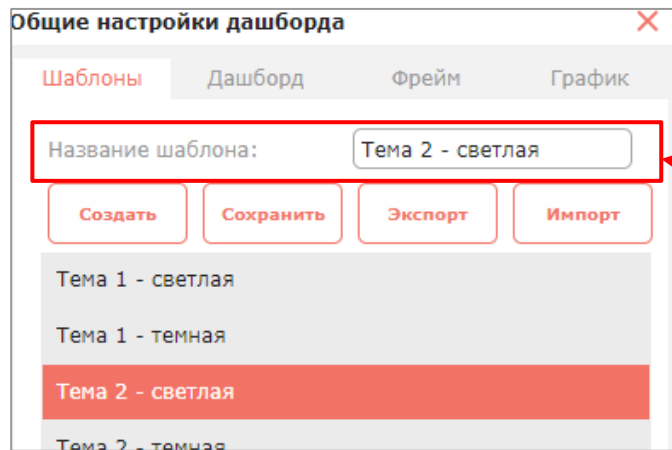 Общие настройки дашборда
Шаблоны Дашборд Фрейм График
Название шаблона: Тема 2 - светлая
Создать Сохранить Экспорт Импорт
Тема 1 - светлая
Тема 1 - темная
Тема 2 - светлая
Тема 2 - темная